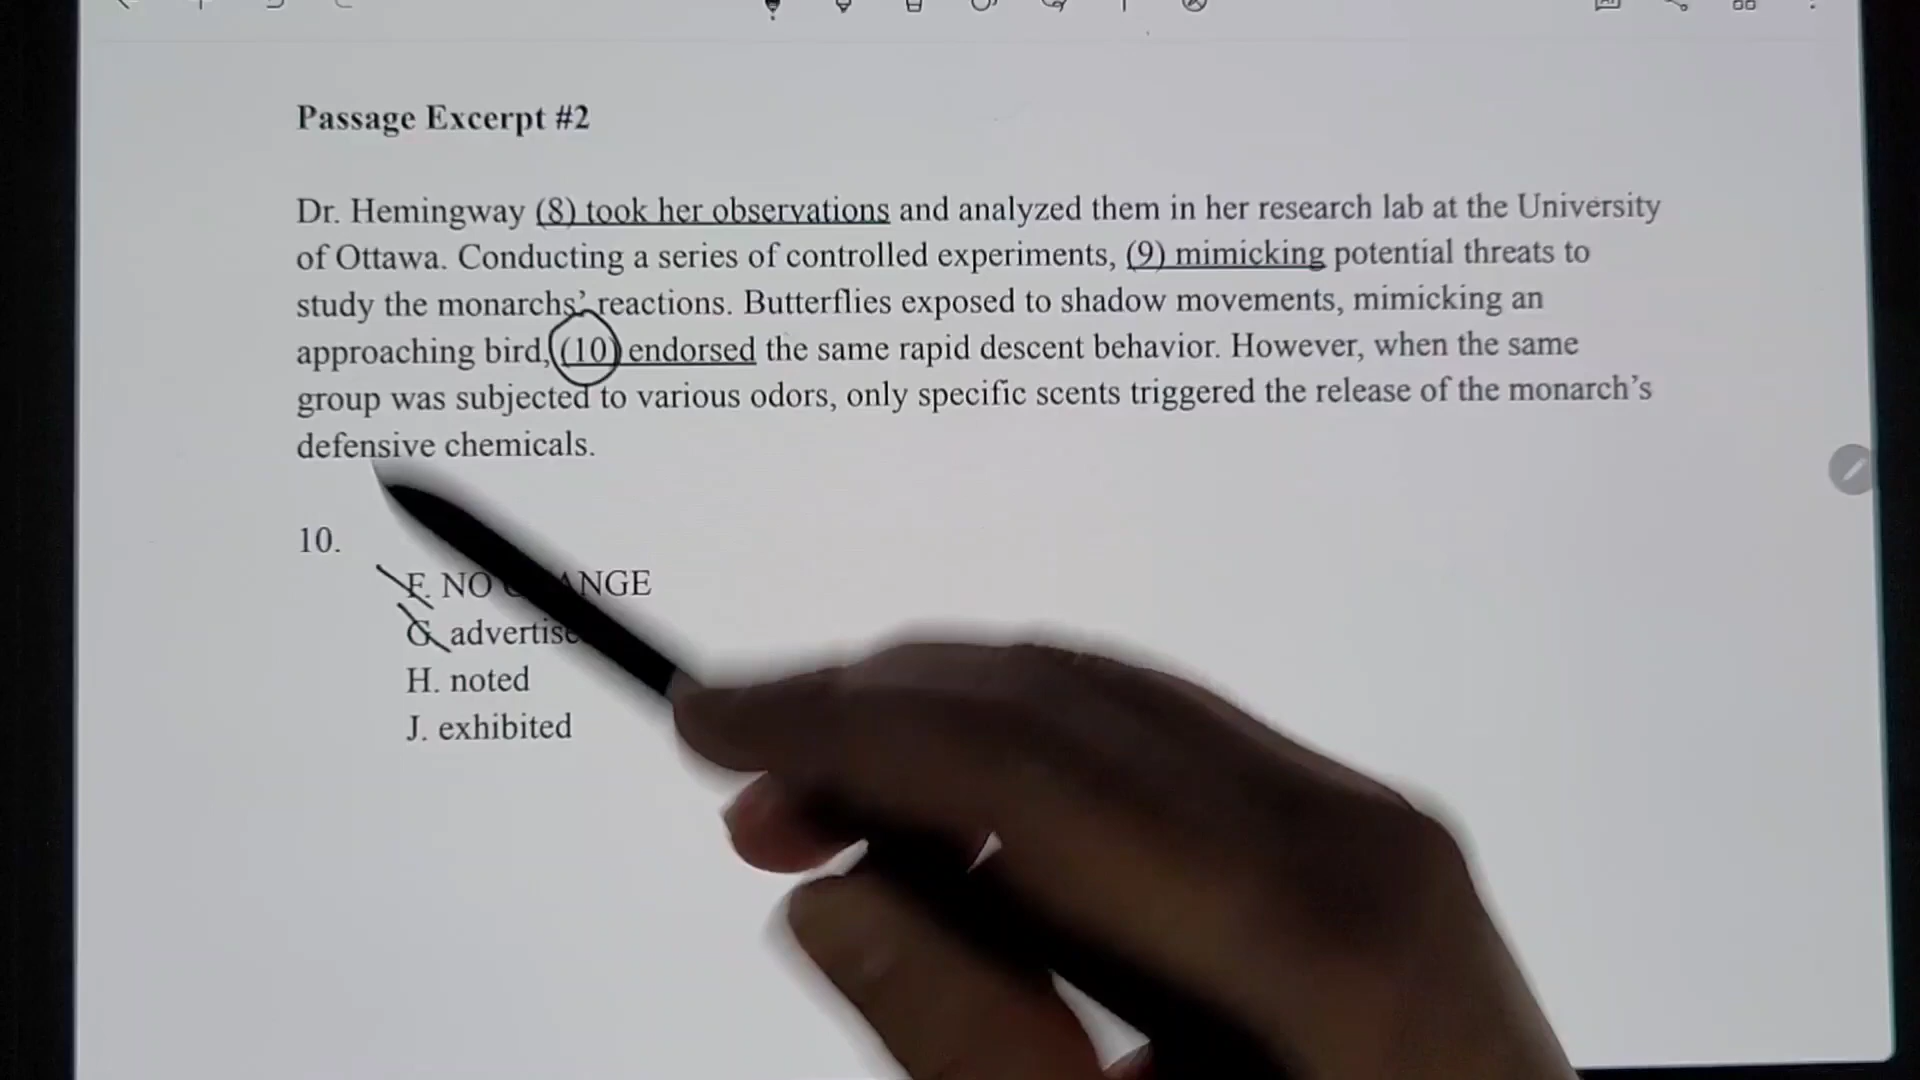 Passage Excerpt #2
Dr. Hemingway (8) took her observations and analyzed them in her research lab at the University
of Ottawa. Conducting a series of controlled experiments, (9) mimicking potential threats to
study the monarchs’ reactions. Butterflies exposed to shadow movements, mimicking an
approaching bird, (10) endorsed the same rapid descent behavior. However, when the same
group was subjected to various odors, only specific scents triggered the release of the monarch’s
defensive chemicals.
10.
F. NO ANGE
G. advertise
H. noted
J. exhibited